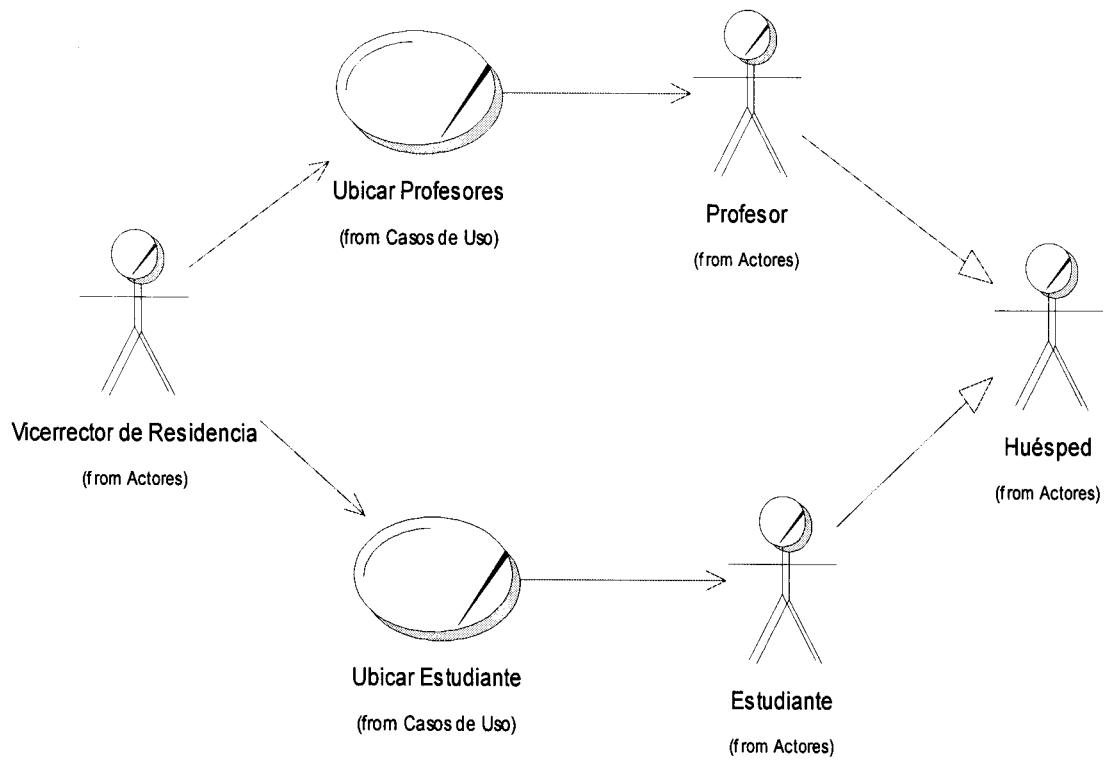 Ubicar Profesores
(from Casos de Uso)
Profesor
(from Actores)
Vicerrector de Residencia
(from Actores)
Huésped
(from Actores)
Ubicar Estudiante
(from Casos de Uso)
Estudiante
(from Actores)